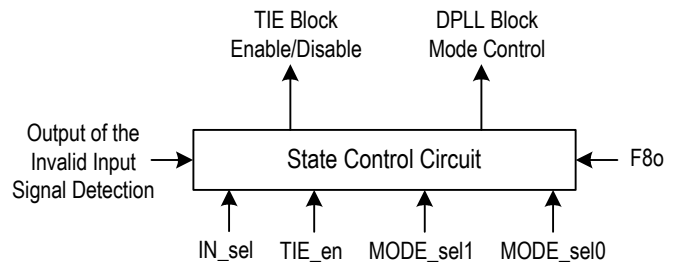 TIE Block
Enable/Disable
DPLL Block
Mode Control
Output of the
Invalid Input
Signal Detection
State Control Circuit
F8o
IN_sel
TIE_en
MODE_sel1
MODE_sel0